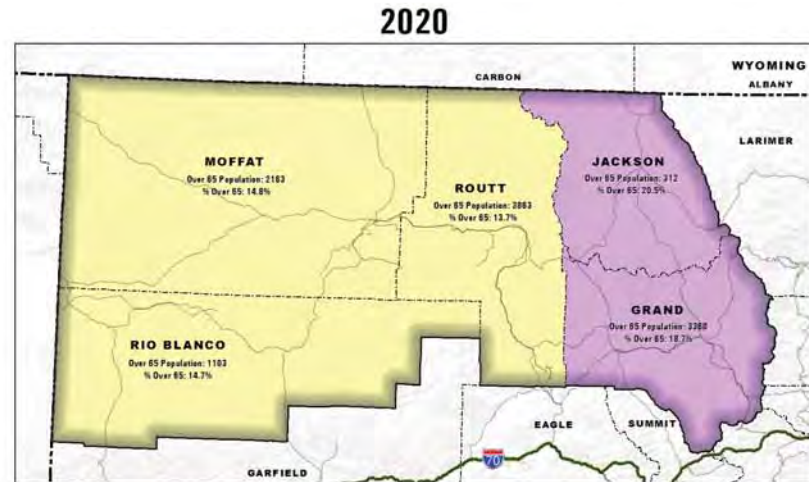 2020
CARBON
WYOMING
ALBANY
LARIMER
MOFFAT
Over 65 Population: 2163
% Over 65: 14.8%
ROUTT
Over 65 Population: 3863
% Over 65: 13.7%
JACKSON
Over 65 Population: 312
% Over 65: 20.5%
GRAND
Over 65 Population: 3360
% Over 65: 18.7%
RIO BLANCO
Over 65 Population: 1103
% Over 65: 14.7%
EAGLE
SUMMIT
70
GARFIELD